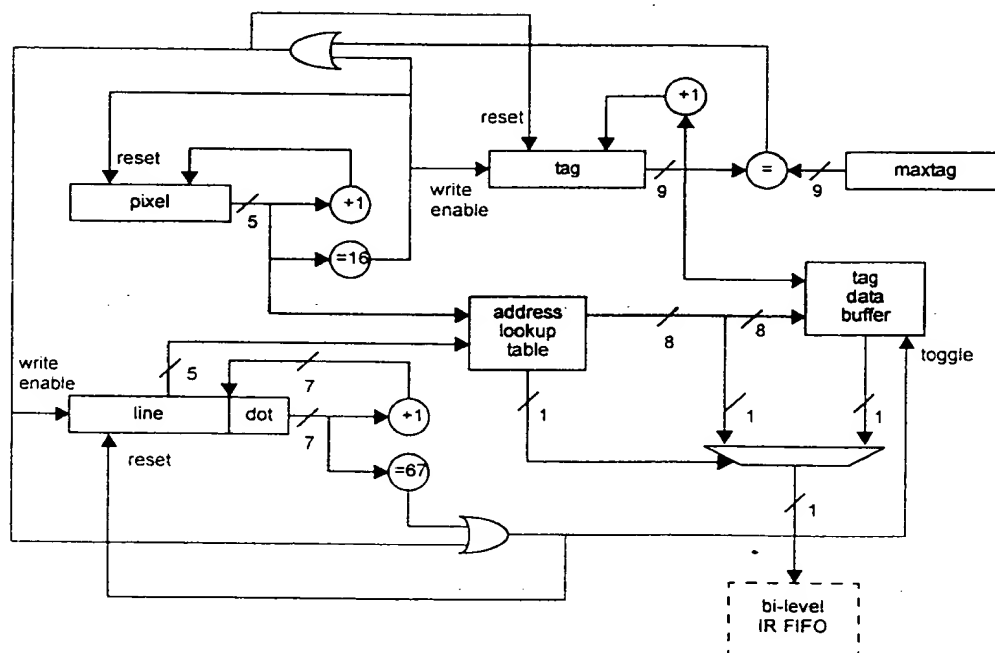 +1
reset
reset
tag
9
=
9
maxtag
write
enable
pixel
5
+1
=16
address
lookup
table
8
8
tag
data
buffer
toggle
5
7
write
enable
line
dot
7
+1
1
1
1
reset
=67
1
bi-level
IR FIFO